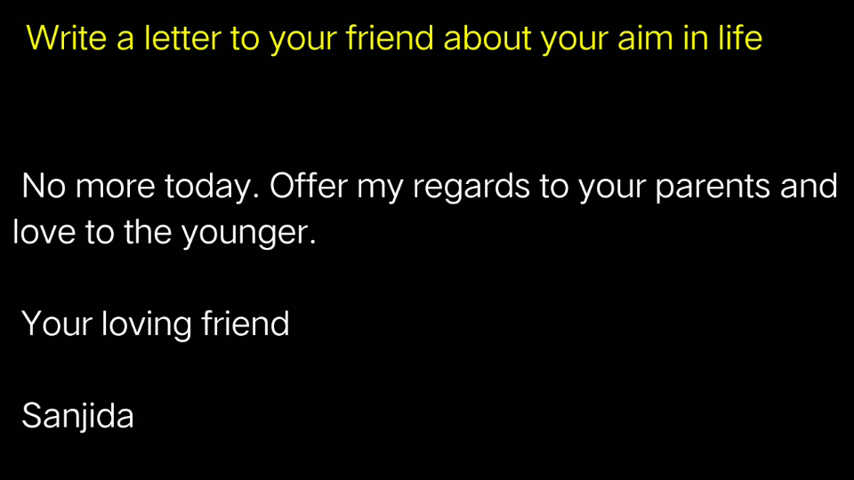 Write a letter to your friend about your aim in life
No more today. Offer my regards to your parents and
love to the younger.
Your loving friend
Sanjida